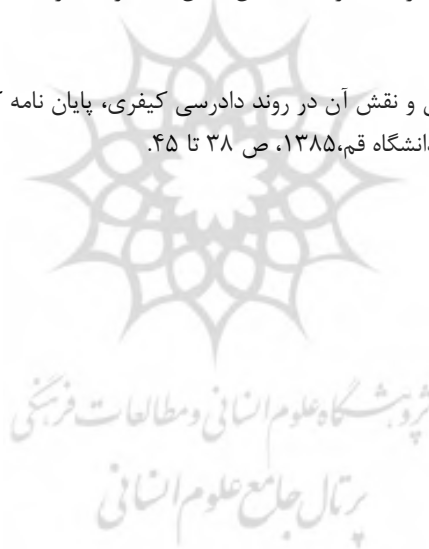 و نقش آن در روند دادرسی کیفری، پایان نامه
دانشگاه قم،۱۳۸۵، ص ۳۸ تا ۴۵.
پژوهشگاه علوم انسانی و مطالعات فرهنگی
پرتال جامع علوم انسانی